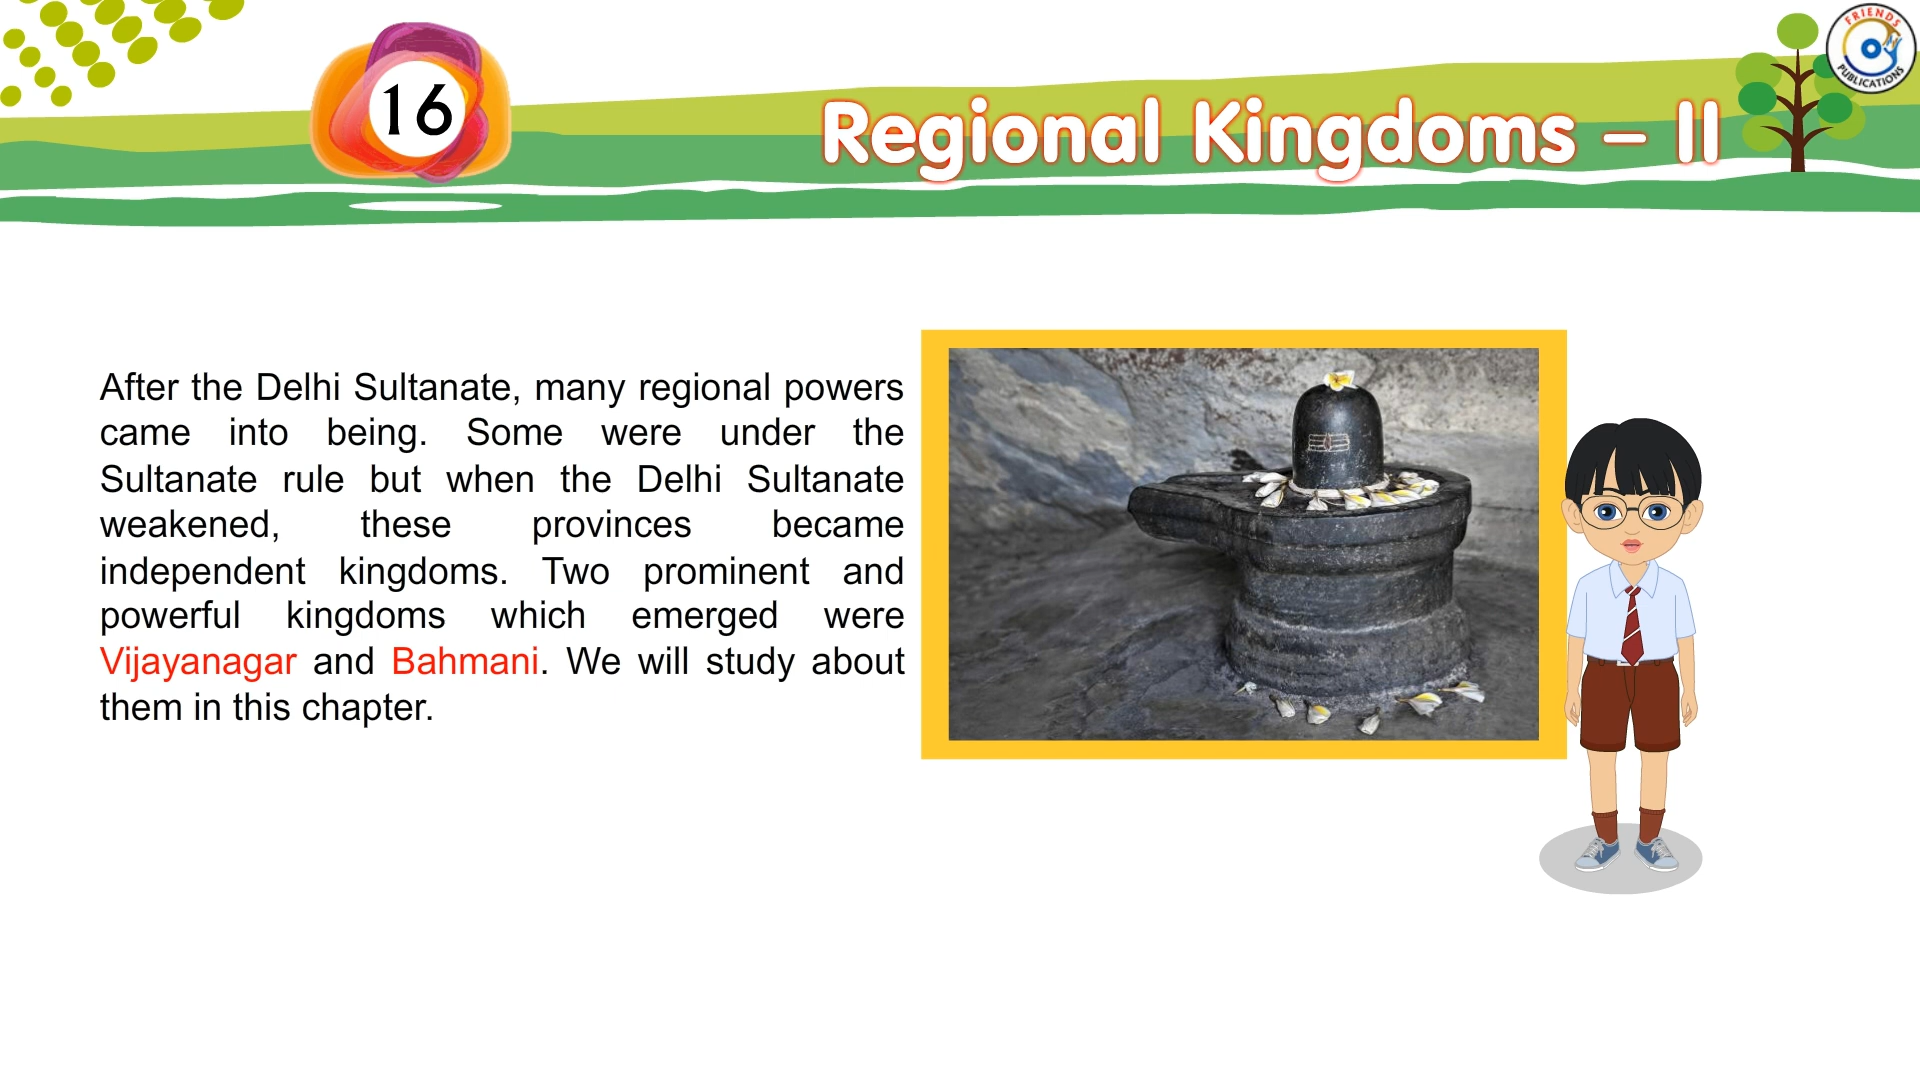 16
Regional Kingdoms – II
FRIENDS
PUBLICATIONS
After the Delhi Sultanate, many regional powers
came into being. Some were under the
Sultanate rule but when the Delhi Sultanate
weakened, these provinces became
independent kingdoms. Two prominent and
powerful kingdoms which emerged were
Vijayanagar and Bahmani. We will study about
them in this chapter.